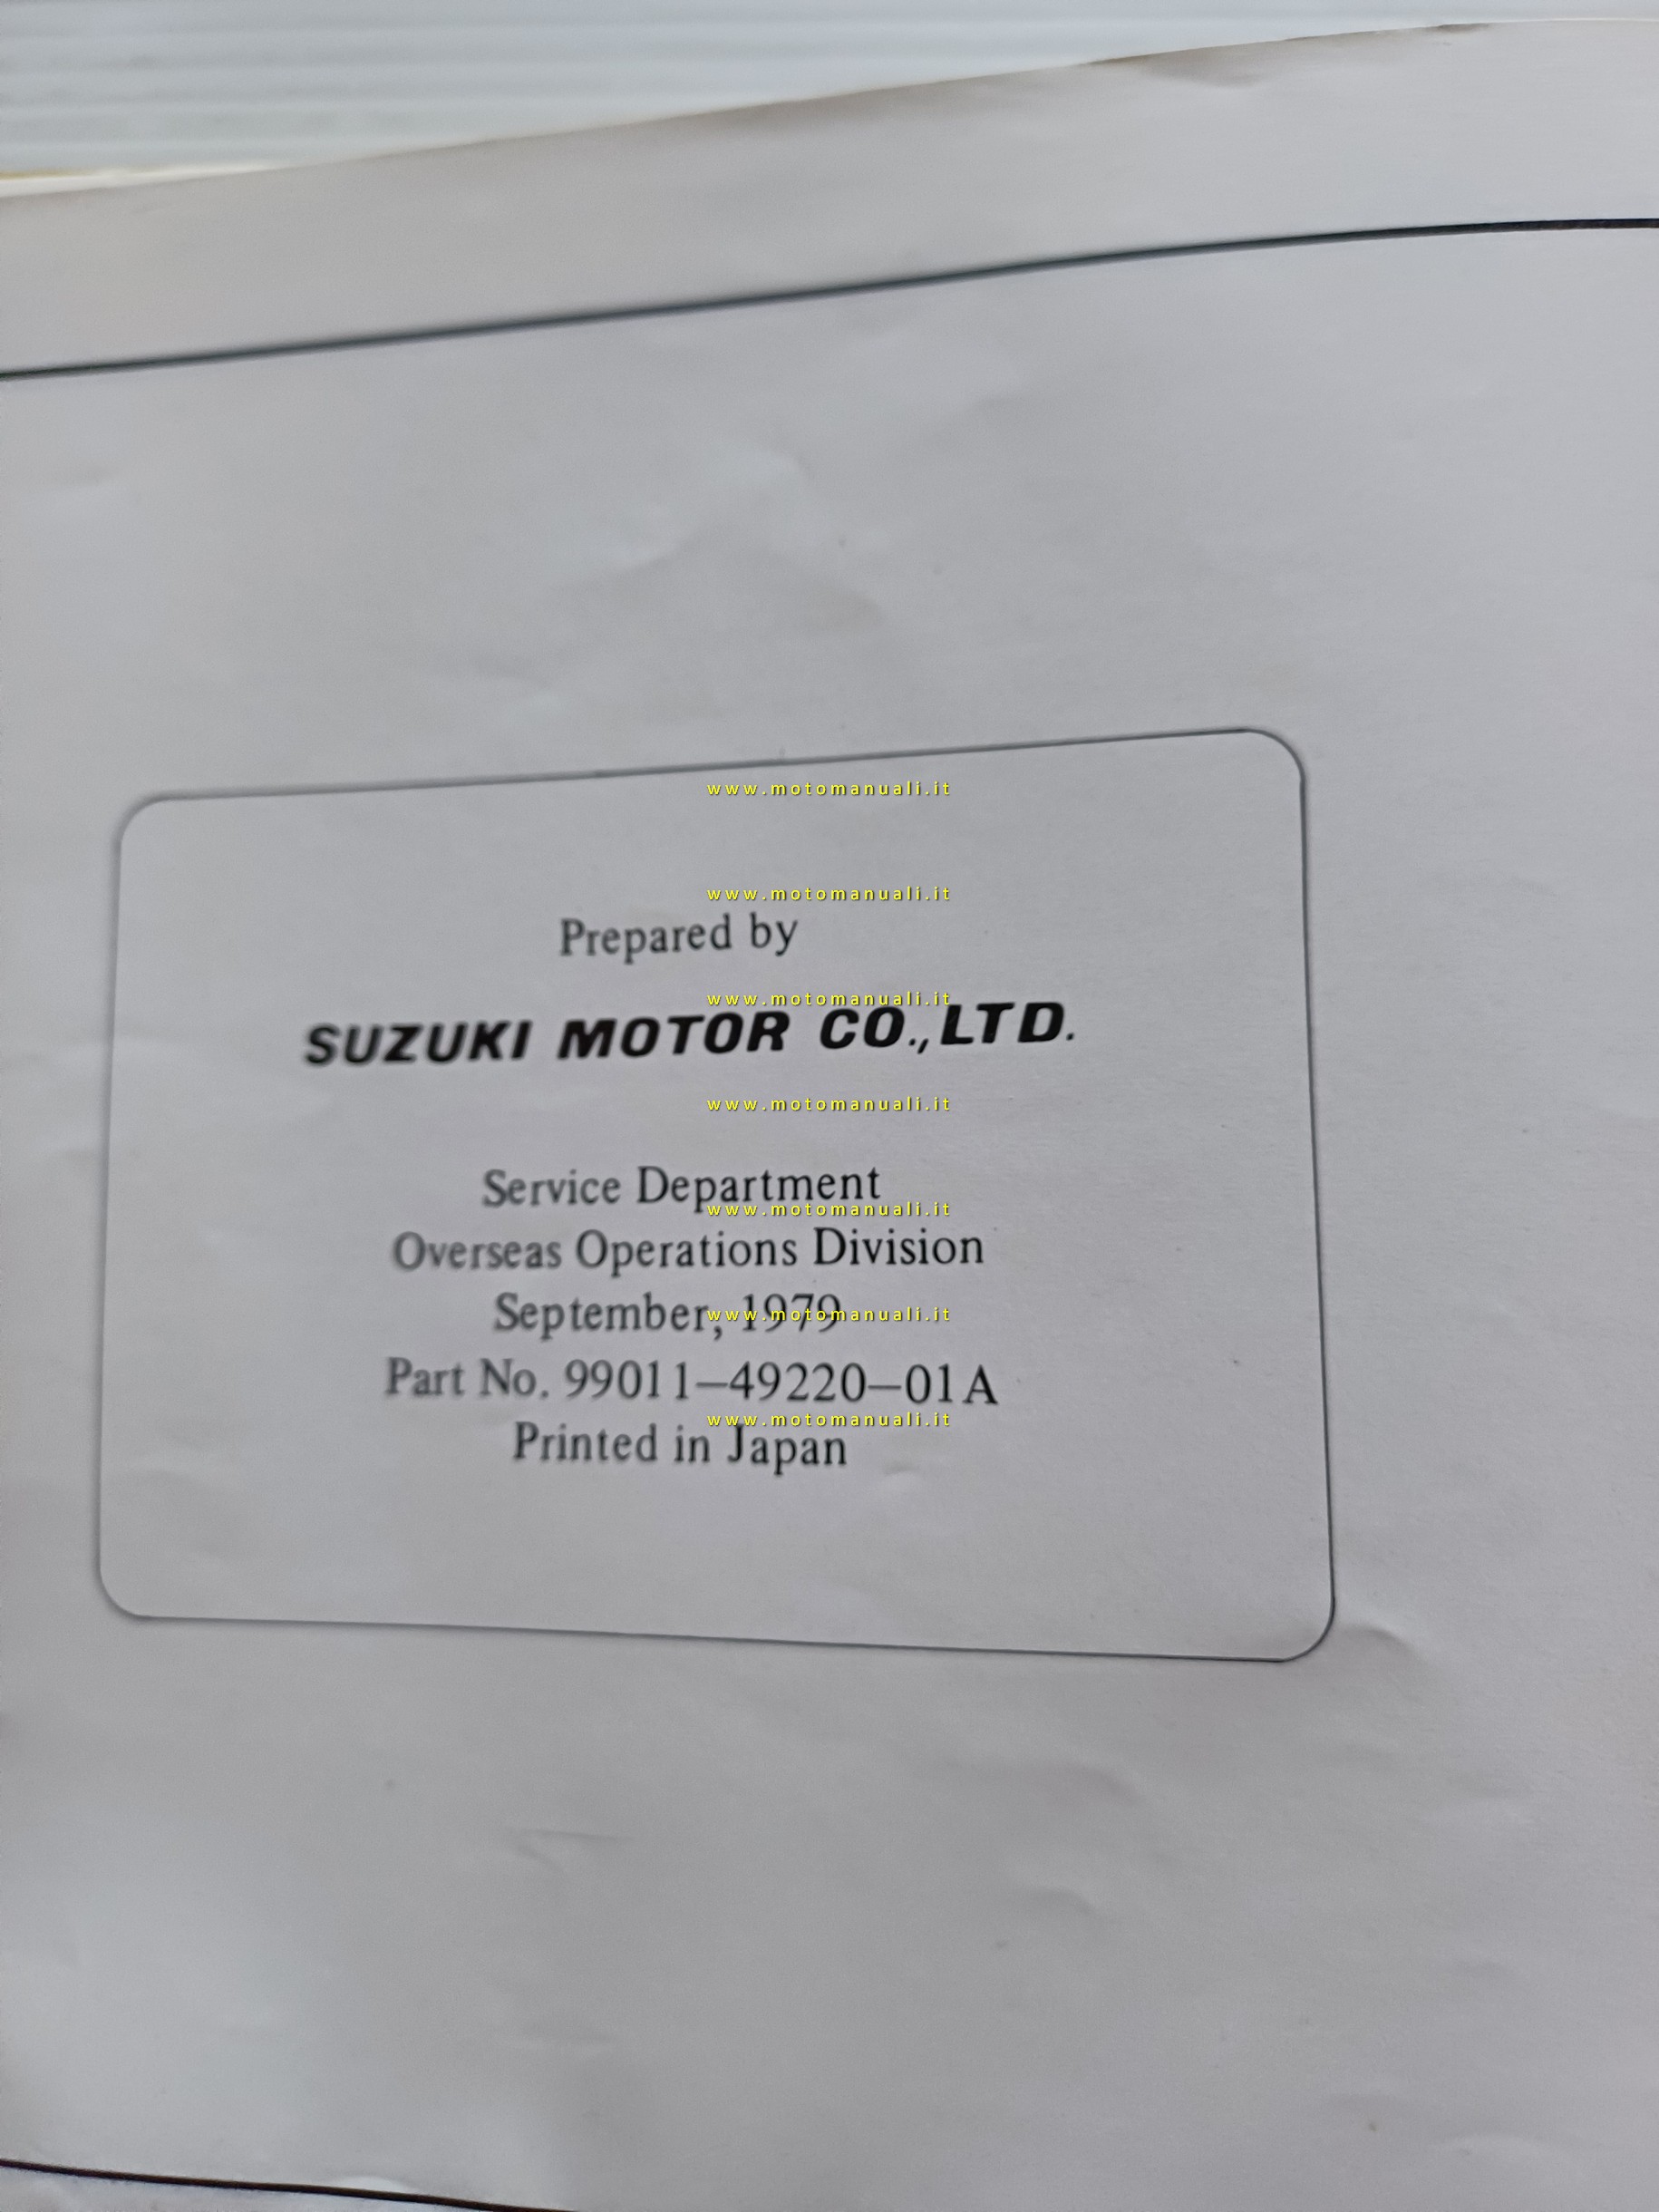 www.motomanuali.it
www.motomanuali.it
Prepared by
www.motomanuali.it
SUZUKI MOTOR CO.,LTD.
www.motomanuali.it
Service Department
www.motomanuali.it
Overseas Operations Division
September, 1979
www.motomanuali.it
Part No. 99011–49220–01A
www.motomanuali.it
Printed in Japan